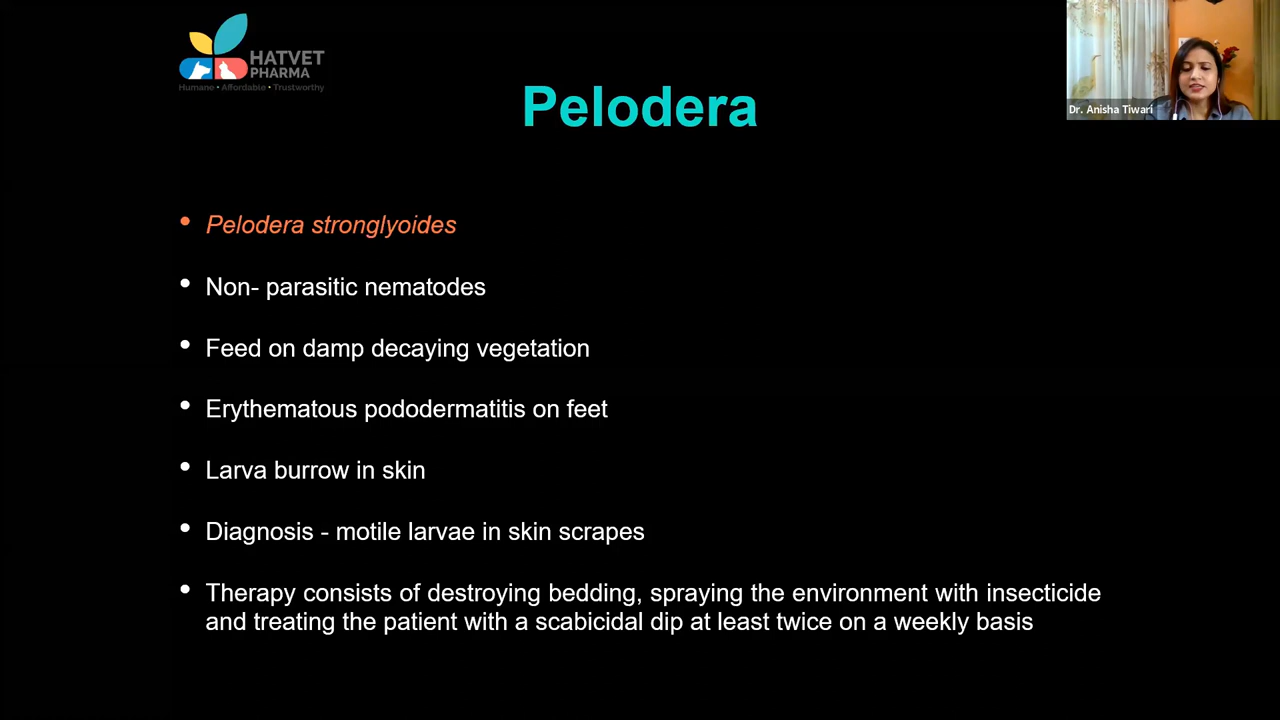 HATVET
PHARMA
Humane • Affordable • Trustworthy
Dr. Anisha Tiwari
Pelodera
• Pelodera stronglyoides
• Non- parasitic nematodes
• Feed on damp decaying vegetation
• Erythematous pododermatitis on feet
• Larva burrow in skin
• Diagnosis - motile larvae in skin scrapes
• Therapy consists of destroying bedding, spraying the environment with insecticide
and treating the patient with a scabicidal dip at least twice on a weekly basis